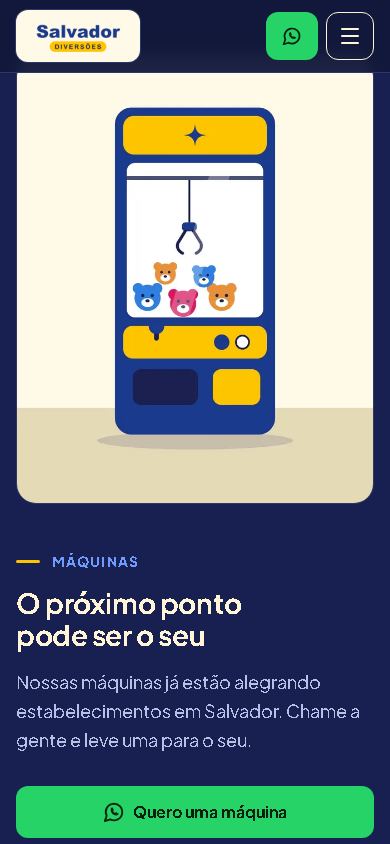 Salvador
DIVERSÕES
MÁQUINAS
O próximo ponto
pode ser o seu
Nossas máquinas já estão alegrando
estabelecimentos em Salvador. Chame a
gente e leve uma para o seu.
Quero uma máquina